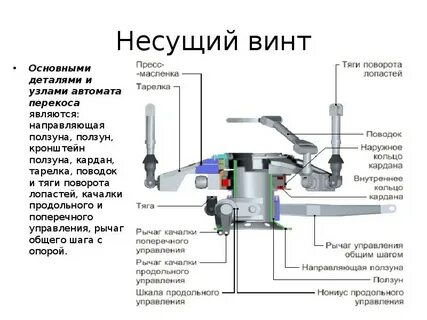 Несущий винт
• Основными
деталями и
узлами автомата
перекоса
являются:
направляющая
ползуна, ползун,
кронштейн
ползуна, кардан,
тарелка, поводок
и тяги поворота
лопастей, качалки
продольного и
поперечного
управления, рычаг
общего шага с
опорой.
Пресс-
-масленка
Тарелка
Тяга
Рычаг качалки
поперечного
управления
Рычаг качалки
продольного
управления
Шкала продольного
управления
Тяги поворота
лопастей
Поводок
Наружное
кольцо
кардана
Внутреннее
кольцо
кардана
Рычаг управления
общим шагом
Направляющая ползуна
Ползун
Нониус продольного
управления